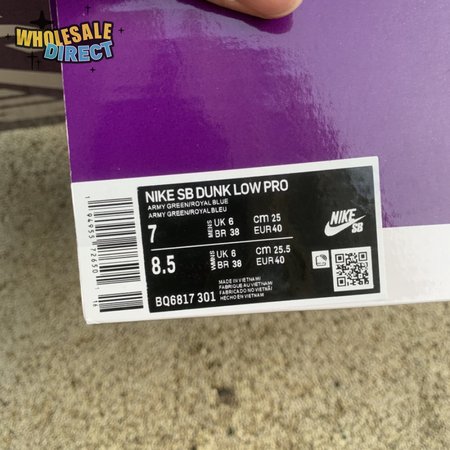 WHOLESALE
DIRECT
NIKE SB DUNK LOW PRO
ARMY GREEN/ROYAL BLUE
ARMY GREEN/ROYAL BLEU
7 MENS UK 6 CM 25
BR 38 EUR 40
8.5 WMNS UK 6 CM 25.5
BR 38 EUR 40
NIKE
SB
BQ6817 301
MADE IN VIETNAM/
FABRIQUE AU VIETNAM/
FABRICADO NO VIETNÃ/
HECHO EN VIETNAM